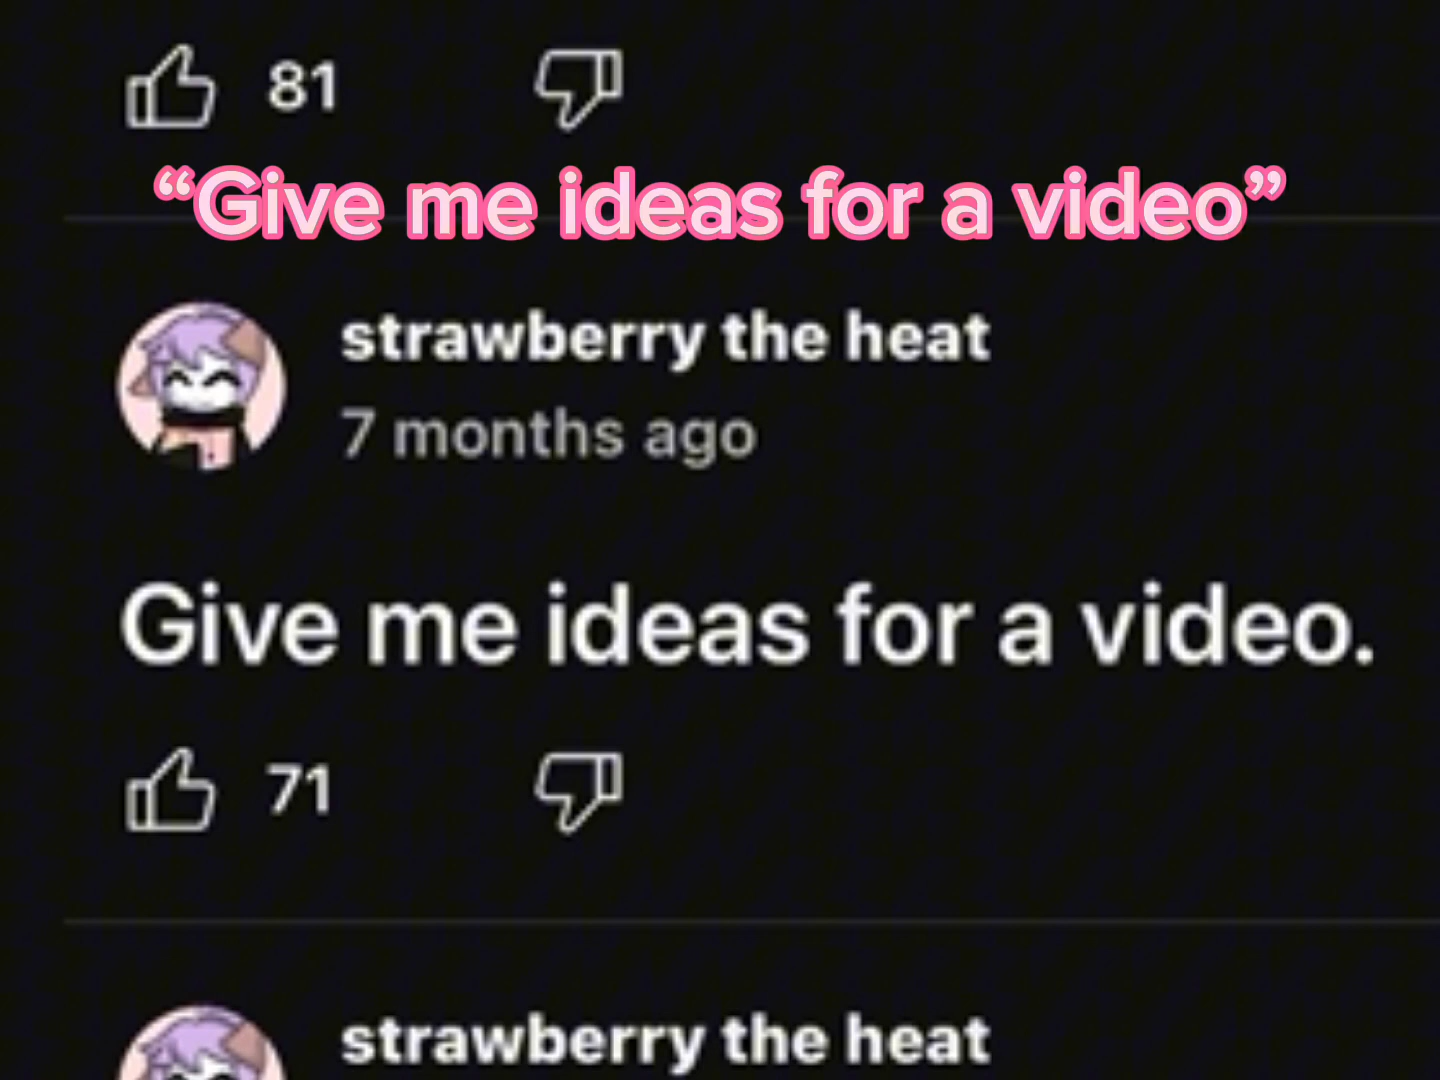 81
“Give me ideas for a video”
strawberry the heat
7 months ago
Give me ideas for a video.
71
strawberry the heat